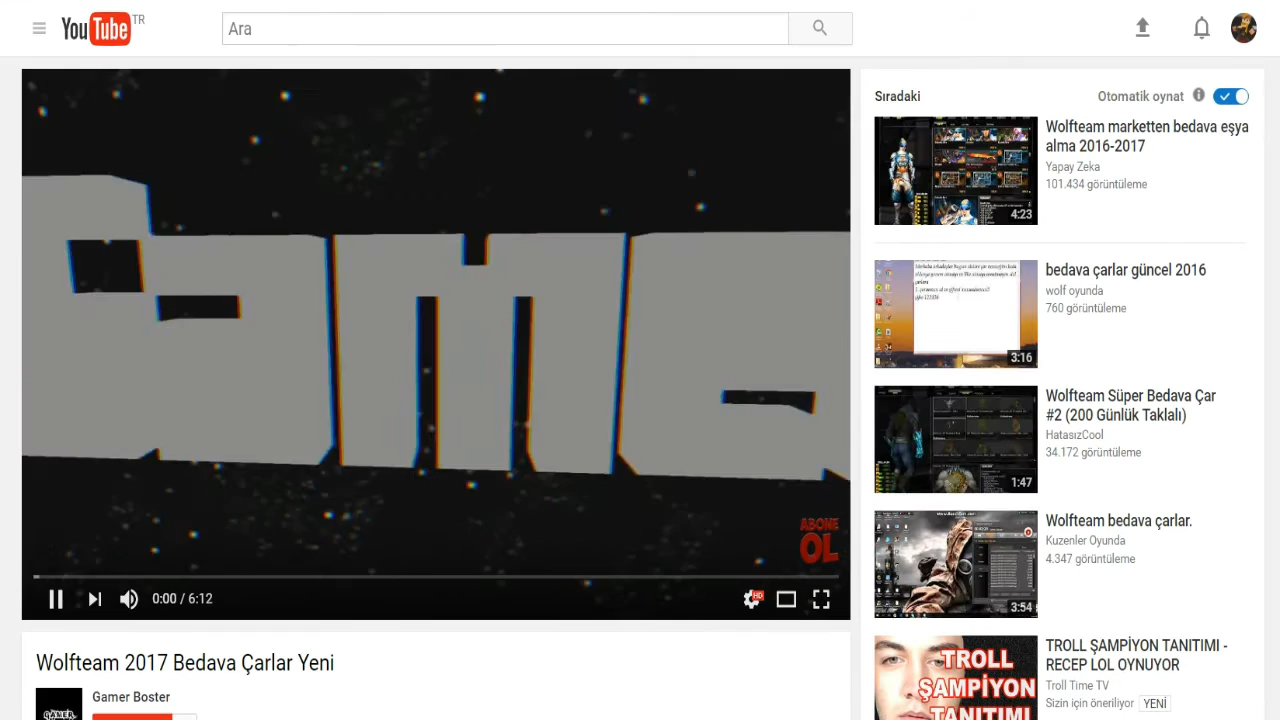 YouTube TR
Ara
ABONE
OL
0:00 / 6:12
HD
Wolfteam 2017 Bedava Çarlar Yeni
Gamer Boster
Sıradaki
Otomatik oynat
Wolfteam marketten bedava eşya
alma 2016-2017
Yapay Zeka
101.434 görüntüleme
4:23
bedava çarlar güncel 2016
wolf oyunda
760 görüntüleme
3:16
Wolfteam Süper Bedava Çar
#2 (200 Günlük Taklalı)
HatasızCool
34.172 görüntüleme
1:47
Wolfteam bedava çarlar.
Kuzenler Oyunda
4.347 görüntüleme
3:54
TROLL
ŞAMPİYON
TANITIMI
TROLL ŞAMPİYON TANITIMI -
RECEP LOL OYNUYOR
Troll Time TV
Sizin için öneriliyor YENİ